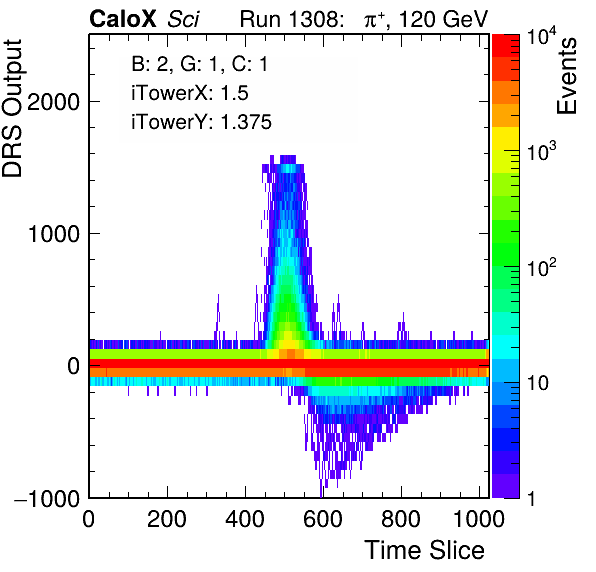 CaloX Sci Run 1308: π⁺, 120 GeV
B: 2, G: 1, C: 1
iTowerX: 1.5
iTowerY: 1.375
DRS Output
2000
1000
0
−1000
0 200 400 600 800 1000
Time Slice
Events
10⁴
10³
10²
10
1